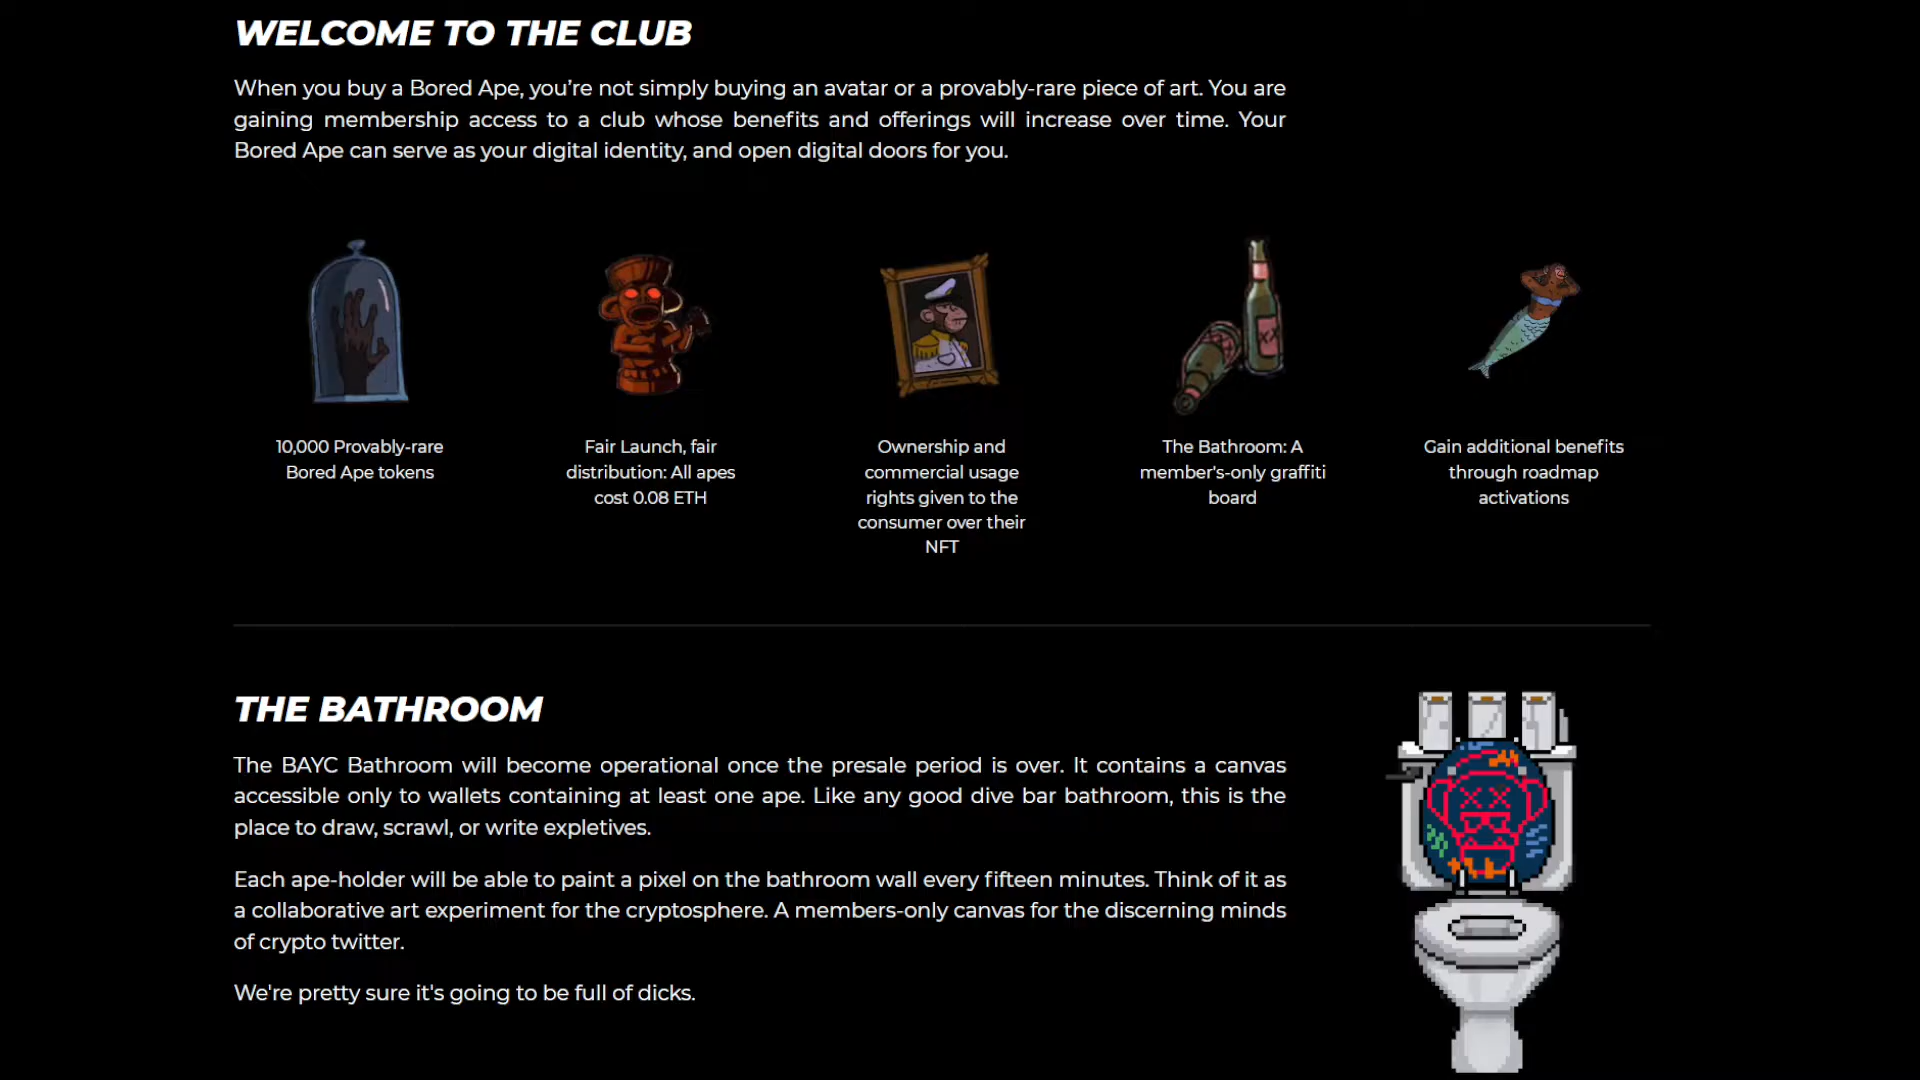 WELCOME TO THE CLUB
When you buy a Bored Ape, you're not simply buying an avatar or a provably-rare piece of art. You are
gaining membership access to a club whose benefits and offerings will increase over time. Your
Bored Ape can serve as your digital identity, and open digital doors for you.
10,000 Provably-rare
Bored Ape tokens
Fair Launch, fair
distribution: All apes
cost 0.08 ETH
Ownership and
commercial usage
rights given to the
consumer over their
NFT
The Bathroom: A
member's-only graffiti
board
Gain additional benefits
through roadmap
activations
THE BATHROOM
The BAYC Bathroom will become operational once the presale period is over. It contains a canvas
accessible only to wallets containing at least one ape. Like any good dive bar bathroom, this is the
place to draw, scrawl, or write expletives.
Each ape-holder will be able to paint a pixel on the bathroom wall every fifteen minutes. Think of it as
a collaborative art experiment for the cryptosphere. A members-only canvas for the discerning minds
of crypto twitter.
We're pretty sure it's going to be full of dicks.